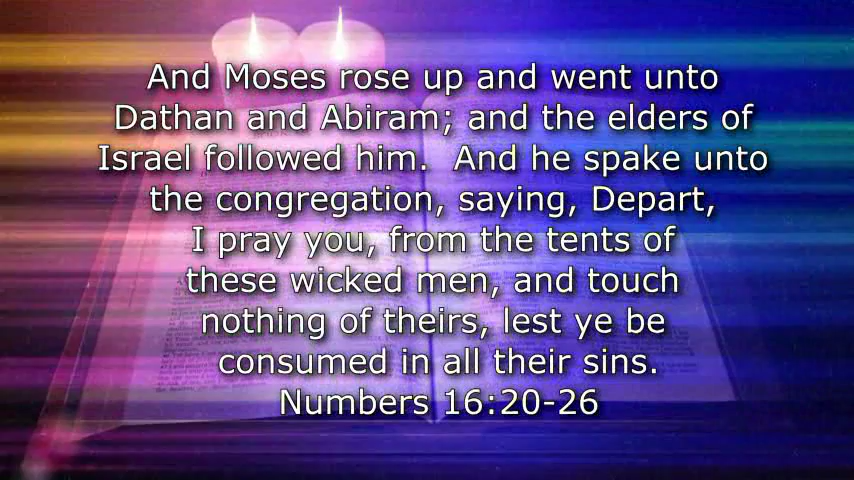 And Moses rose up and went unto
Dathan and Abiram; and the elders of
Israel followed him.  And he spake unto
the congregation, saying, Depart,
I pray you, from the tents of
these wicked men, and touch
nothing of theirs, lest ye be
consumed in all their sins.
Numbers 16:20-26